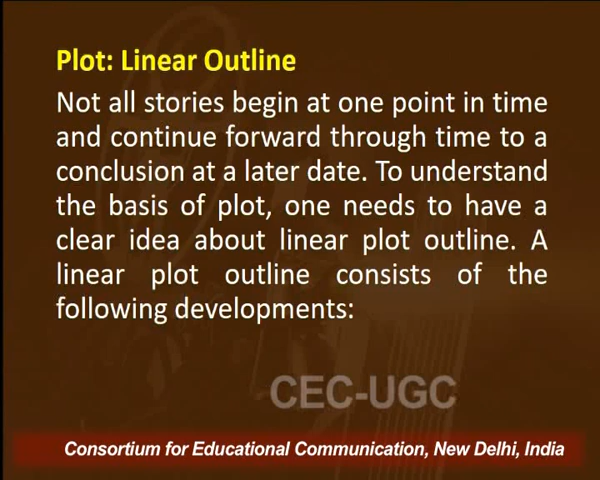 Plot: Linear Outline
Not all stories begin at one point in time
and continue forward through time to a
conclusion at a later date. To understand
the basis of plot, one needs to have a
clear idea about linear plot outline. A
linear plot outline consists of the
following developments:
CEC-UGC
Consortium for Educational Communication, New Delhi, India